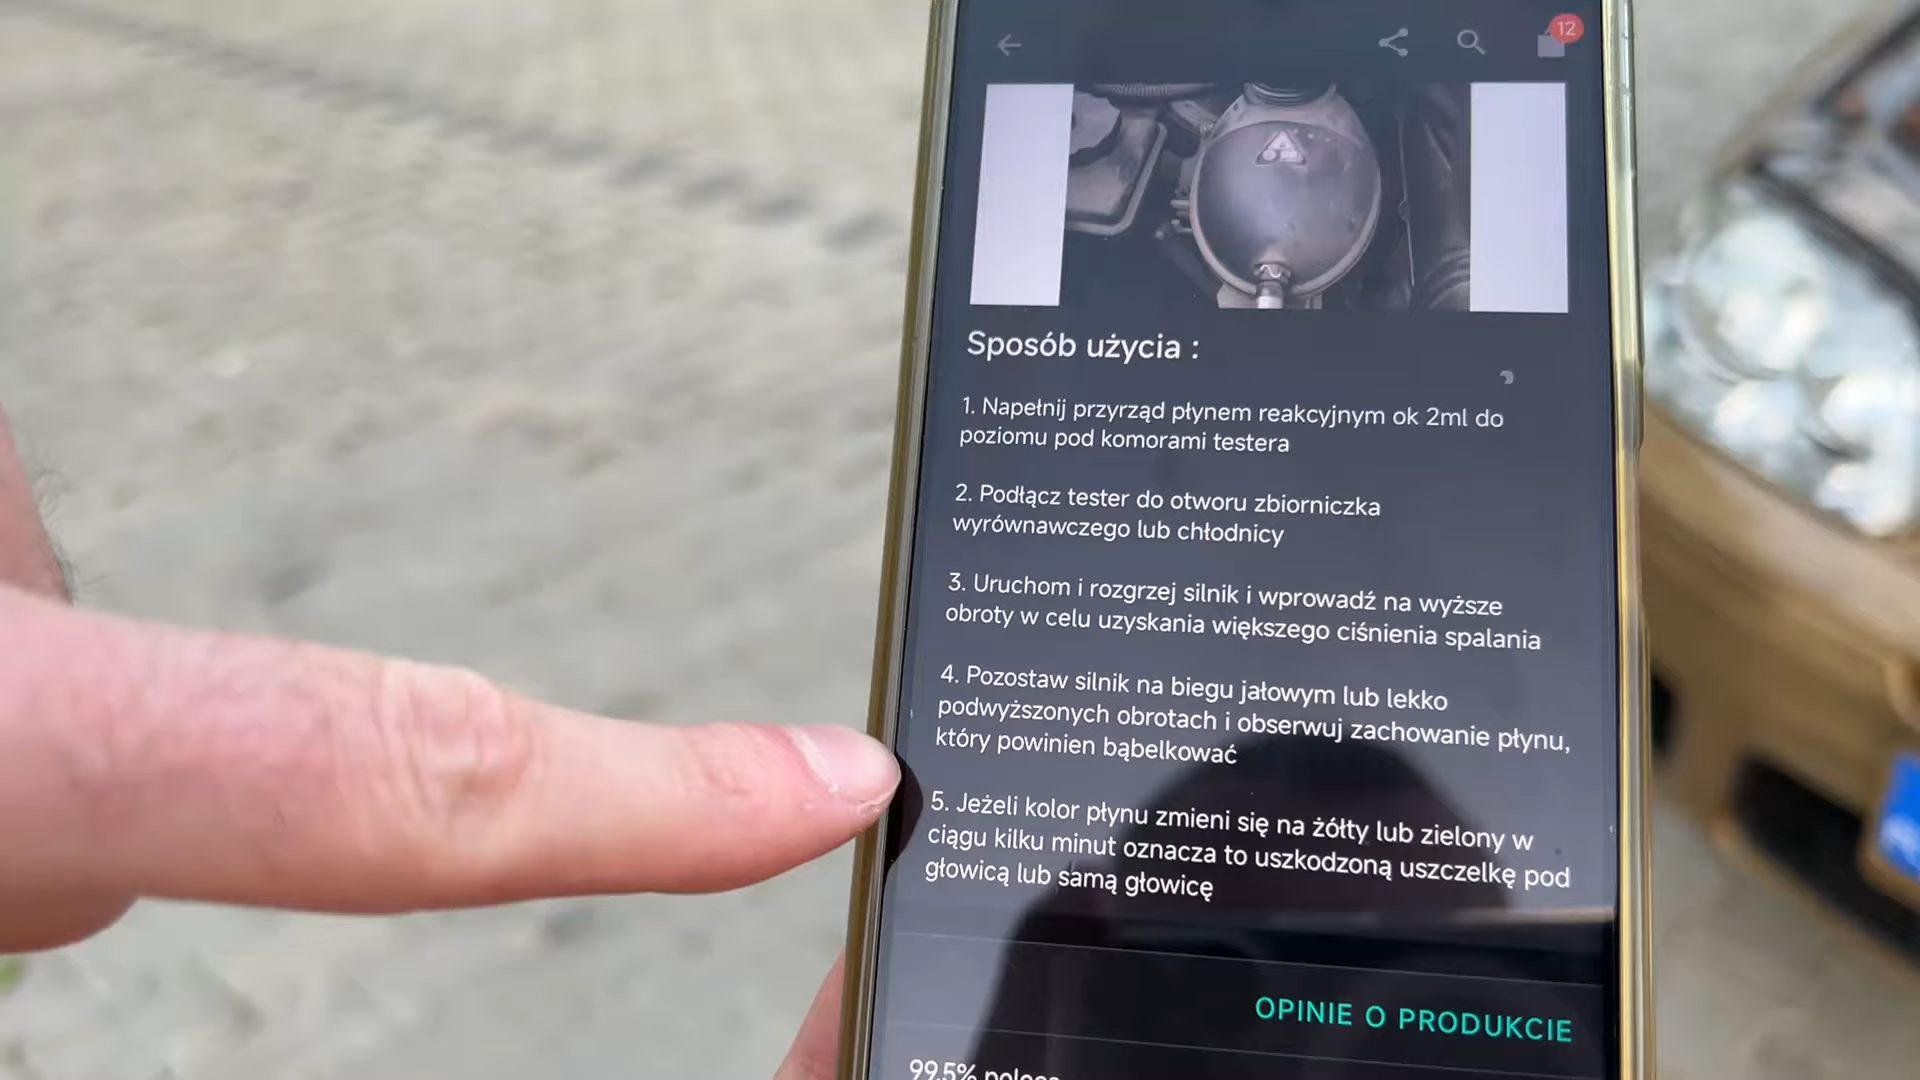 12
Sposób użycia :
1. Napełnij przyrząd płynem reakcyjnym ok 2ml do
poziomu pod komorami testera
2. Podłącz tester do otworu zbiorniczka
wyrównawczego lub chłodnicy
3. Uruchom i rozgrzej silnik i wprowadź na wyższe
obroty w celu uzyskania większego ciśnienia spalania
4. Pozostaw silnik na biegu jałowym lub lekko
podwyższonych obrotach i obserwuj zachowanie płynu,
który powinien bąbelkować
5. Jeżeli kolor płynu zmieni się na żółty lub zielony w
ciągu kilku minut oznacza to uszkodzoną uszczelkę pod
głowicą lub samą głowicę
OPINIE O PRODUKCIE
99.5%